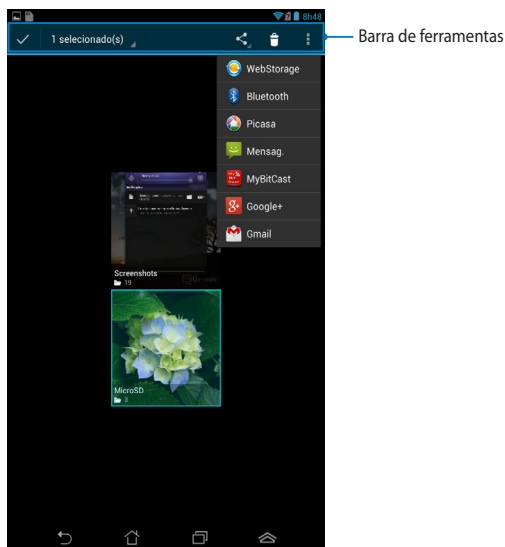 8h48
1 selecionado(s)
Barra de ferramentas
WebStorage
Bluetooth
Picasa
Mensag.
MyBitCast
Google+
Gmail
Screenshots
19
MicroSD
3